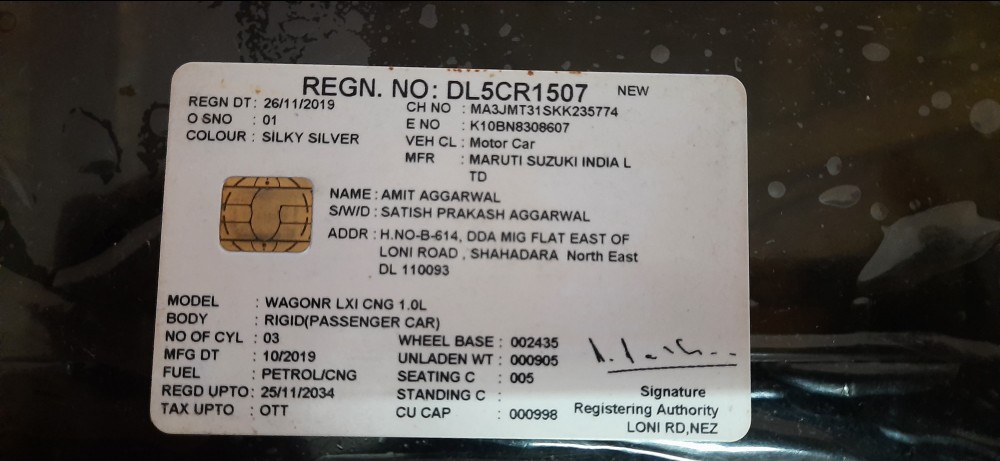 REGN. NO: DL5CR1507 NEW
REGN DT: 26/11/2019 CH NO : MA3JMT31SKK235774
O SNO : 01 E NO : K10BN8308607
COLOUR : SILKY SILVER VEH CL : Motor Car
MFR : MARUTI SUZUKI INDIA L
TD
NAME : AMIT AGGARWAL
S/W/D : SATISH PRAKASH AGGARWAL
ADDR : H.NO-B-614, DDA MIG FLAT EAST OF
LONI ROAD , SHAHADARA North East
DL 110093
MODEL : WAGONR LXI CNG 1.0L
BODY : RIGID(PASSENGER CAR)
NO OF CYL : 03 WHEEL BASE : 002435
MFG DT : 10/2019 UNLADEN WT : 000905
FUEL : PETROL/CNG SEATING C : 005
REGD UPTO: 25/11/2034 STANDING C : Signature
TAX UPTO : OTT CU CAP : 000998 Registering Authority
LONI RD,NEZ